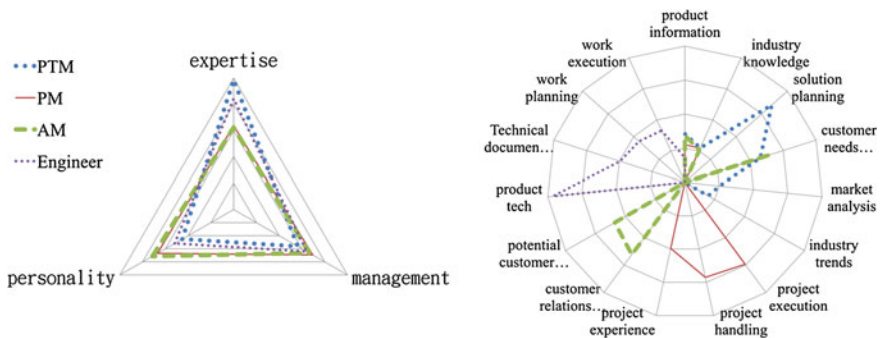 PTM
PM
AM
Engineer
expertise
personality
management
product
information
industry
knowledge
solution
planning
customer
needs…
market
analysis
industry
trends
project
execution
project
handling
project
experience
customer
relations…
potential
customer…
product
tech
Technical
documen…
work
planning
work
execution